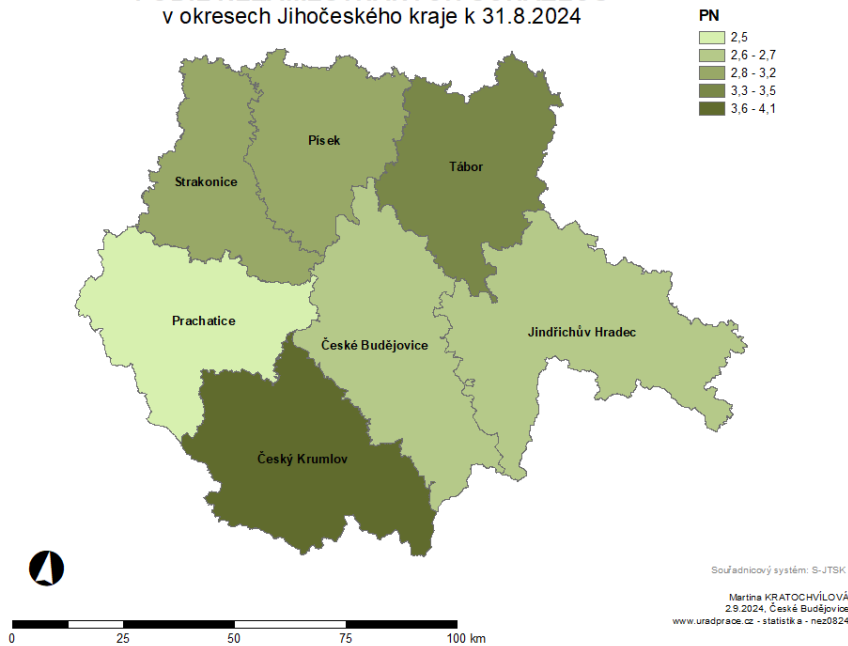 v okresech Jihočeského kraje k 31.8.2024
PN
2,5
2,6 - 2,7
2,8 - 3,2
3,3 - 3,5
3,6 - 4,1
Písek
Tábor
Strakonice
Prachatice
České Budějovice
Jindřichův Hradec
Český Krumlov
Souřadnicový systém: S-JTSK
Martina KRATOCHVÍLOVÁ
2.9.2024, České Budějovice
www.uradprace.cz - statistika - nez0824
0 25 50 75 100 km